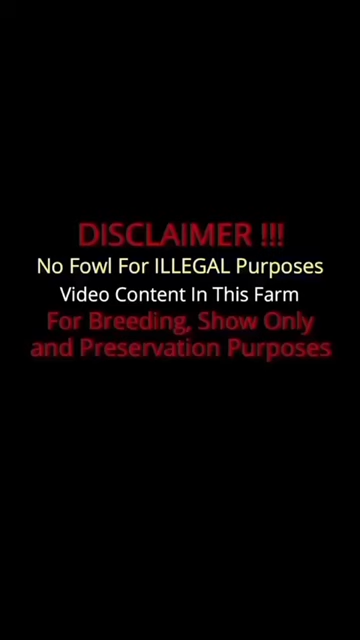 DISCLAIMER !!!
No Fowl For ILLEGAL Purposes
Video Content In This Farm
For Breeding, Show Only
and Preservation Purposes